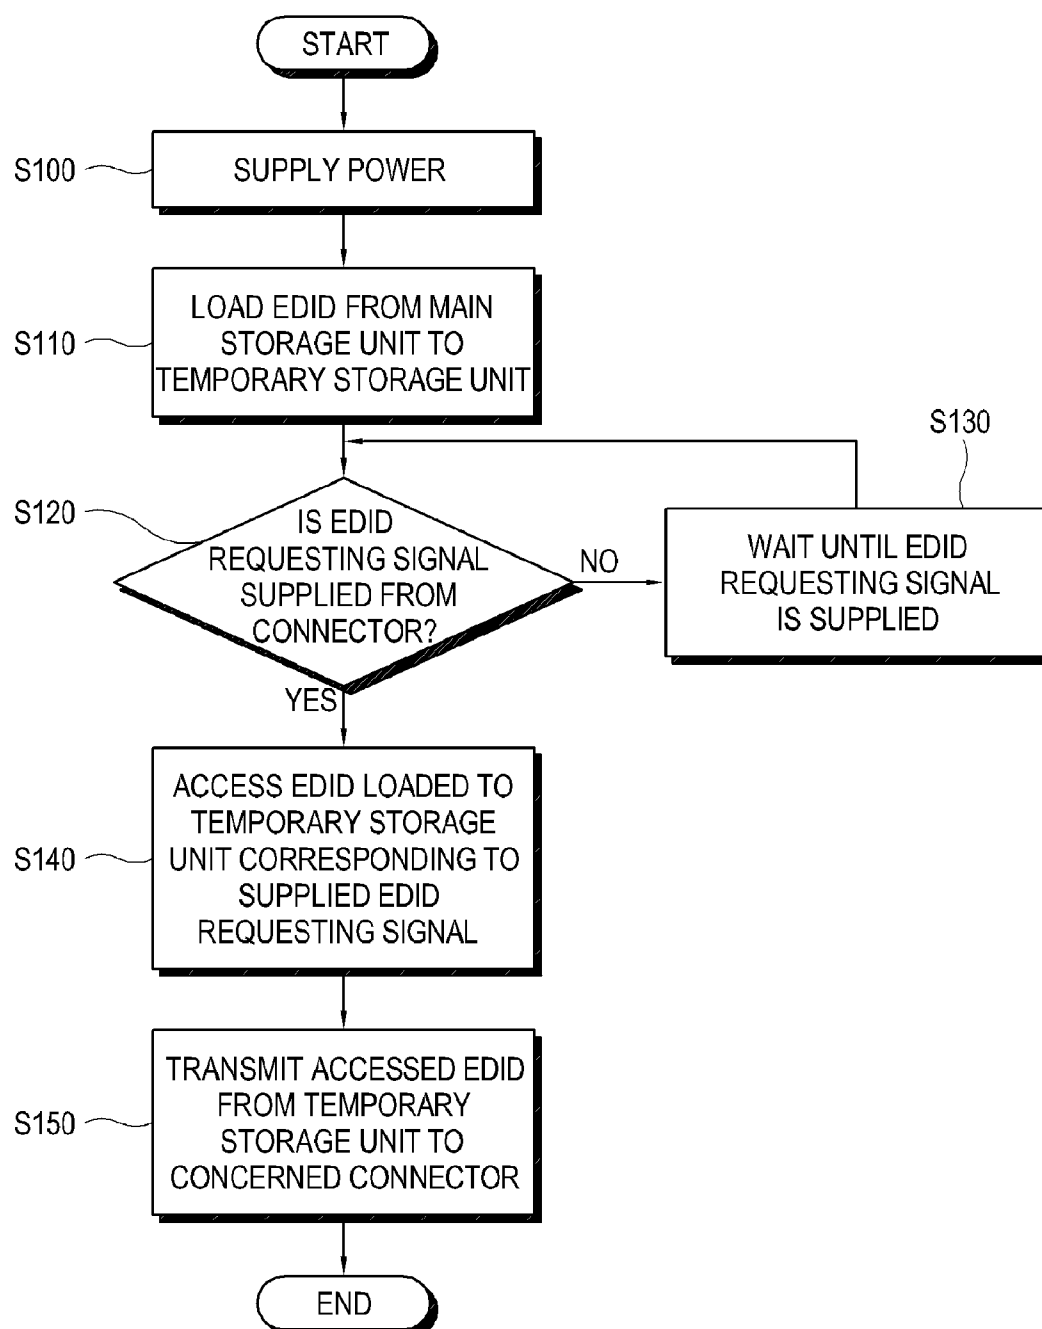 START
S100
SUPPLY POWER
S110
LOAD EDID FROM MAIN
STORAGE UNIT TO
TEMPORARY STORAGE UNIT
S120
IS EDID
REQUESTING SIGNAL
SUPPLIED FROM
CONNECTOR?
NO
S130
WAIT UNTIL EDID
REQUESTING SIGNAL
IS SUPPLIED
YES
S140
ACCESS EDID LOADED TO
TEMPORARY STORAGE
UNIT CORRESPONDING TO
SUPPLIED EDID
REQUESTING SIGNAL
S150
TRANSMIT ACCESSED EDID
FROM TEMPORARY
STORAGE UNIT TO
CONCERNED CONNECTOR
END